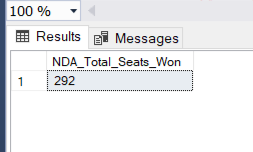 100 %
Results Messages
NDA_Total_Seats_Won
1 292